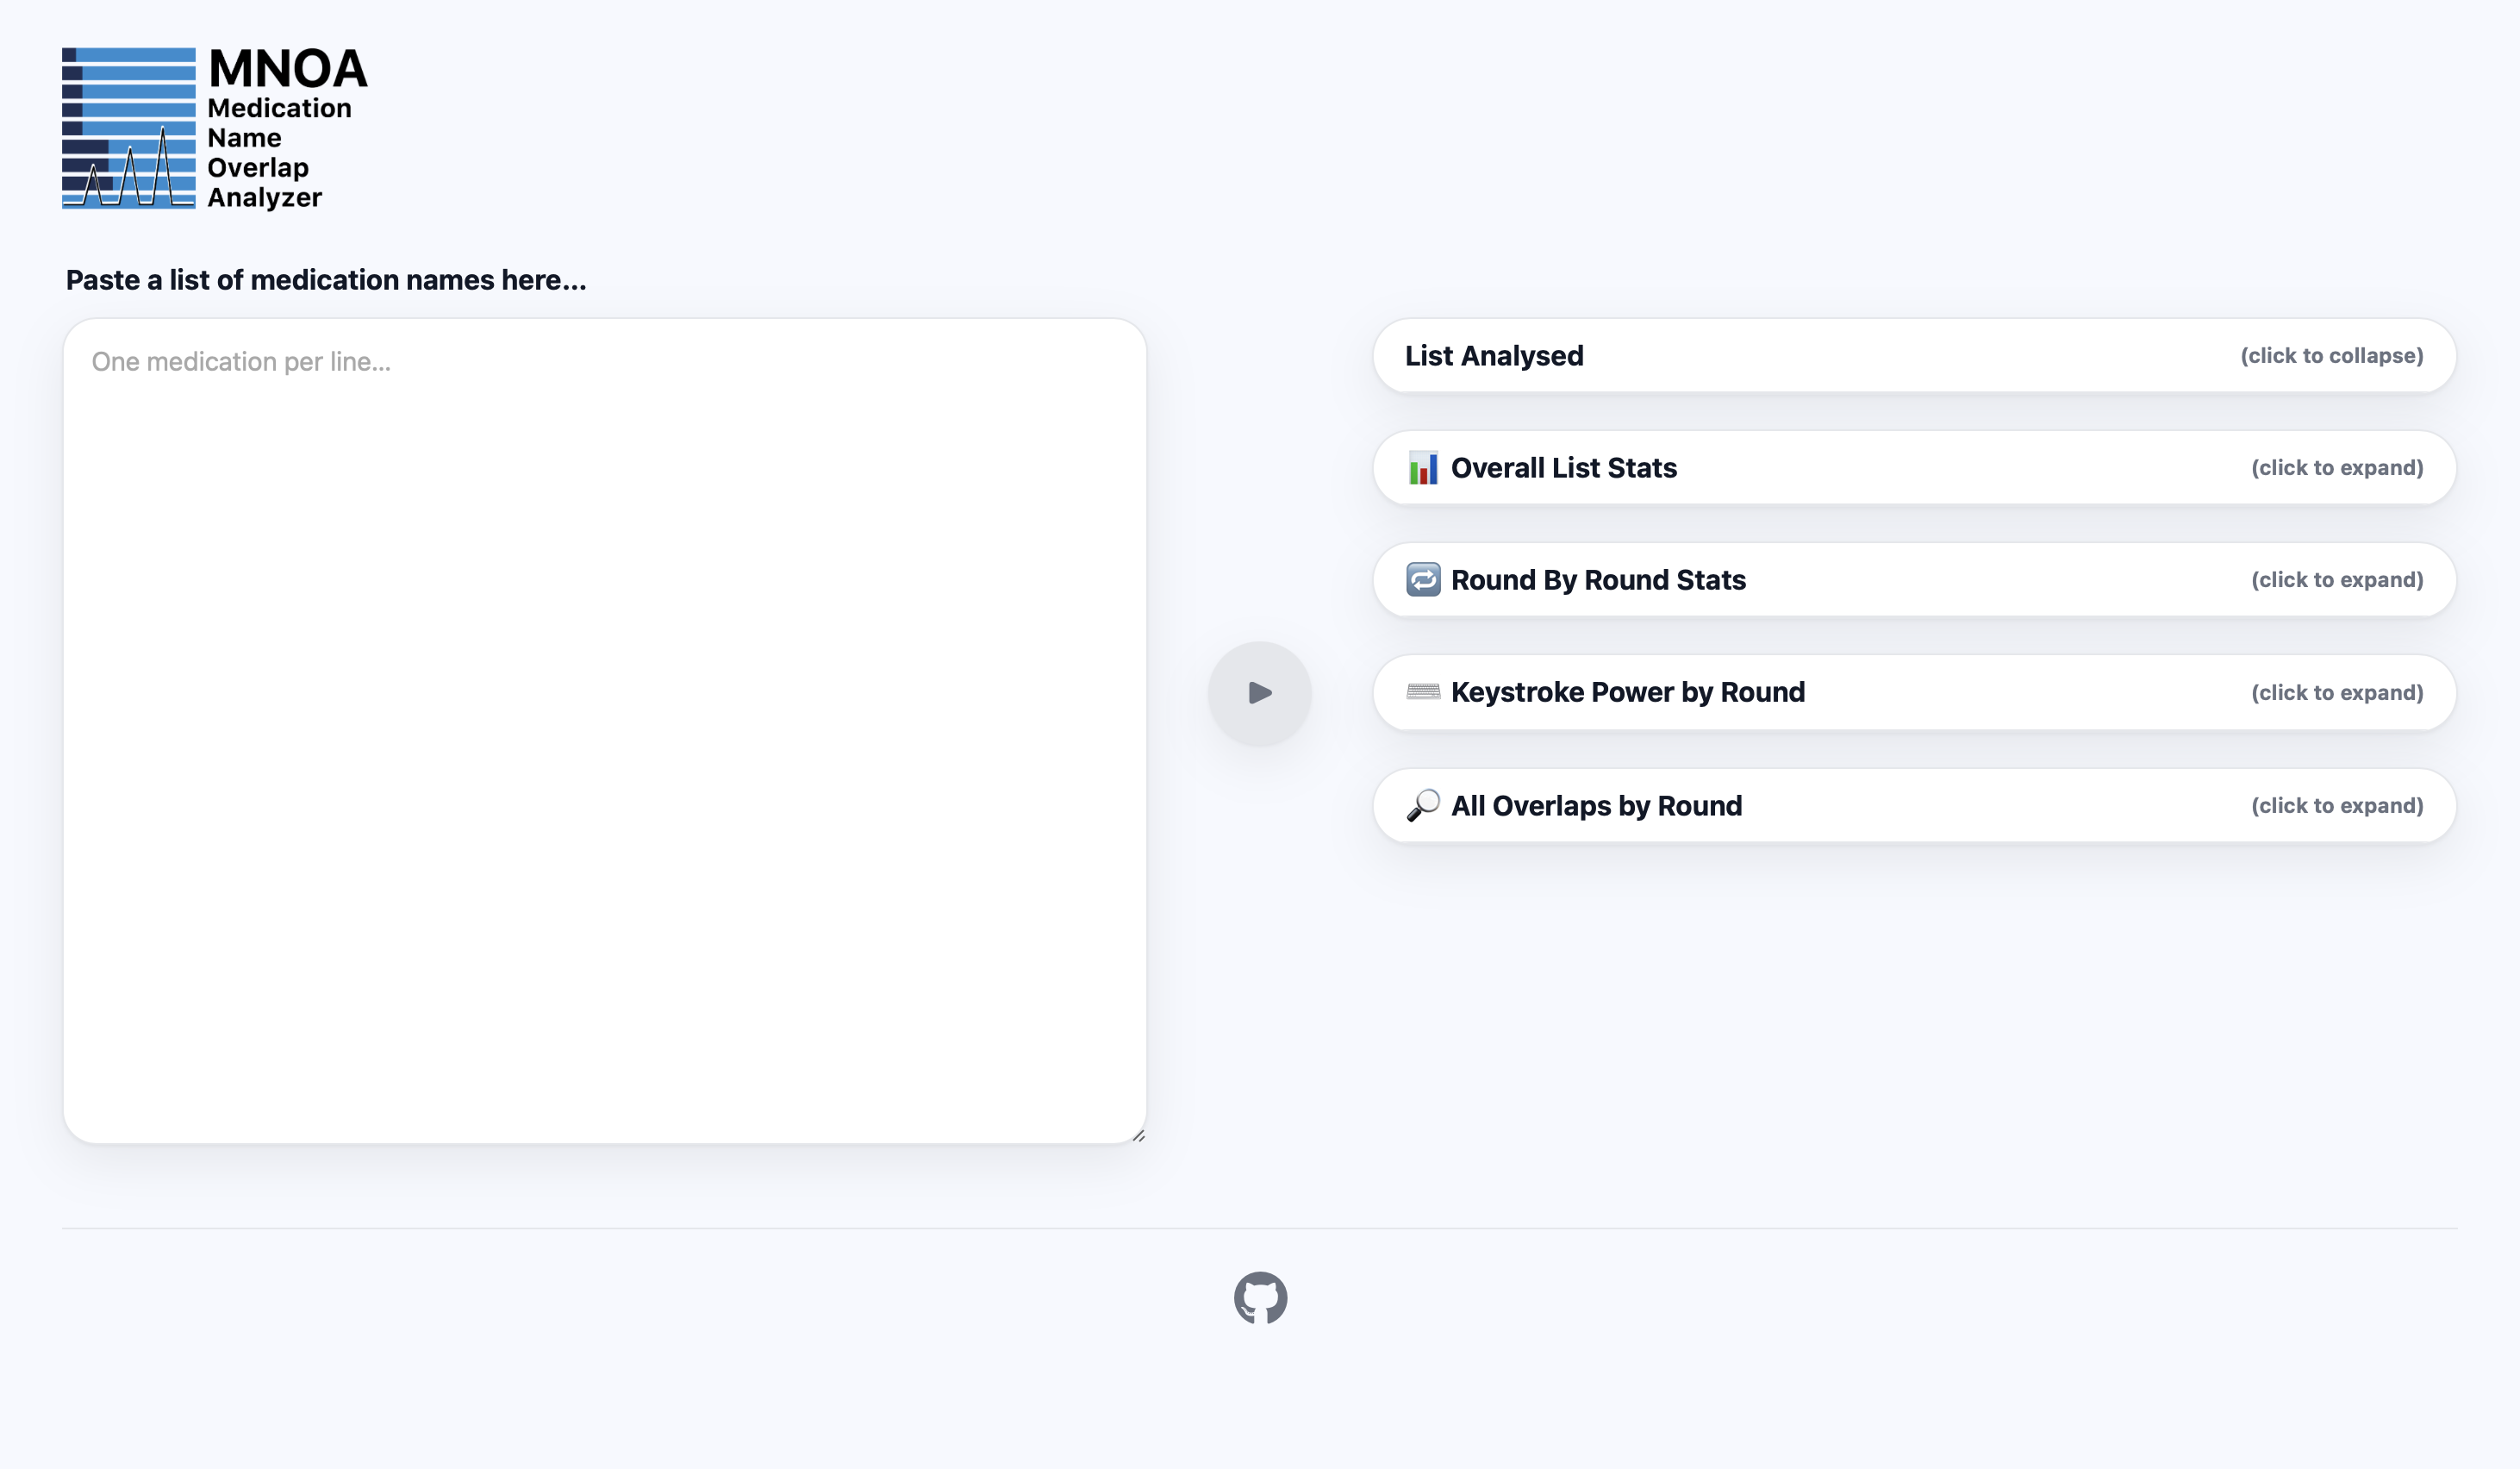 MNOA
Medication
Name
Overlap
Analyzer
Paste a list of medication names here...
One medication per line...
List Analysed (click to collapse)
Overall List Stats (click to expand)
Round By Round Stats (click to expand)
Keystroke Power by Round (click to expand)
All Overlaps by Round (click to expand)